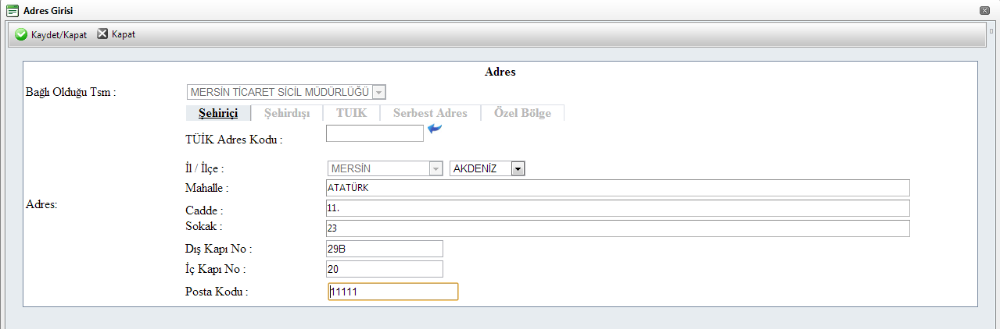 Adres Girisi
Kaydet/Kapat Kapat
Adres
Bağlı Olduğu Tsm : MERSİN TİCARET SİCİL MÜDÜRLÜĞÜ
Şehiriçi Şehirdışı TUIK Serbest Adres Özel Bölge
TÜİK Adres Kodu :
İl / İlçe : MERSİN AKDENİZ
Mahalle : ATATÜRK
Adres:
Cadde : 11.
Sokak : 23
Dış Kapı No : 29B
İç Kapı No : 20
Posta Kodu : 11111